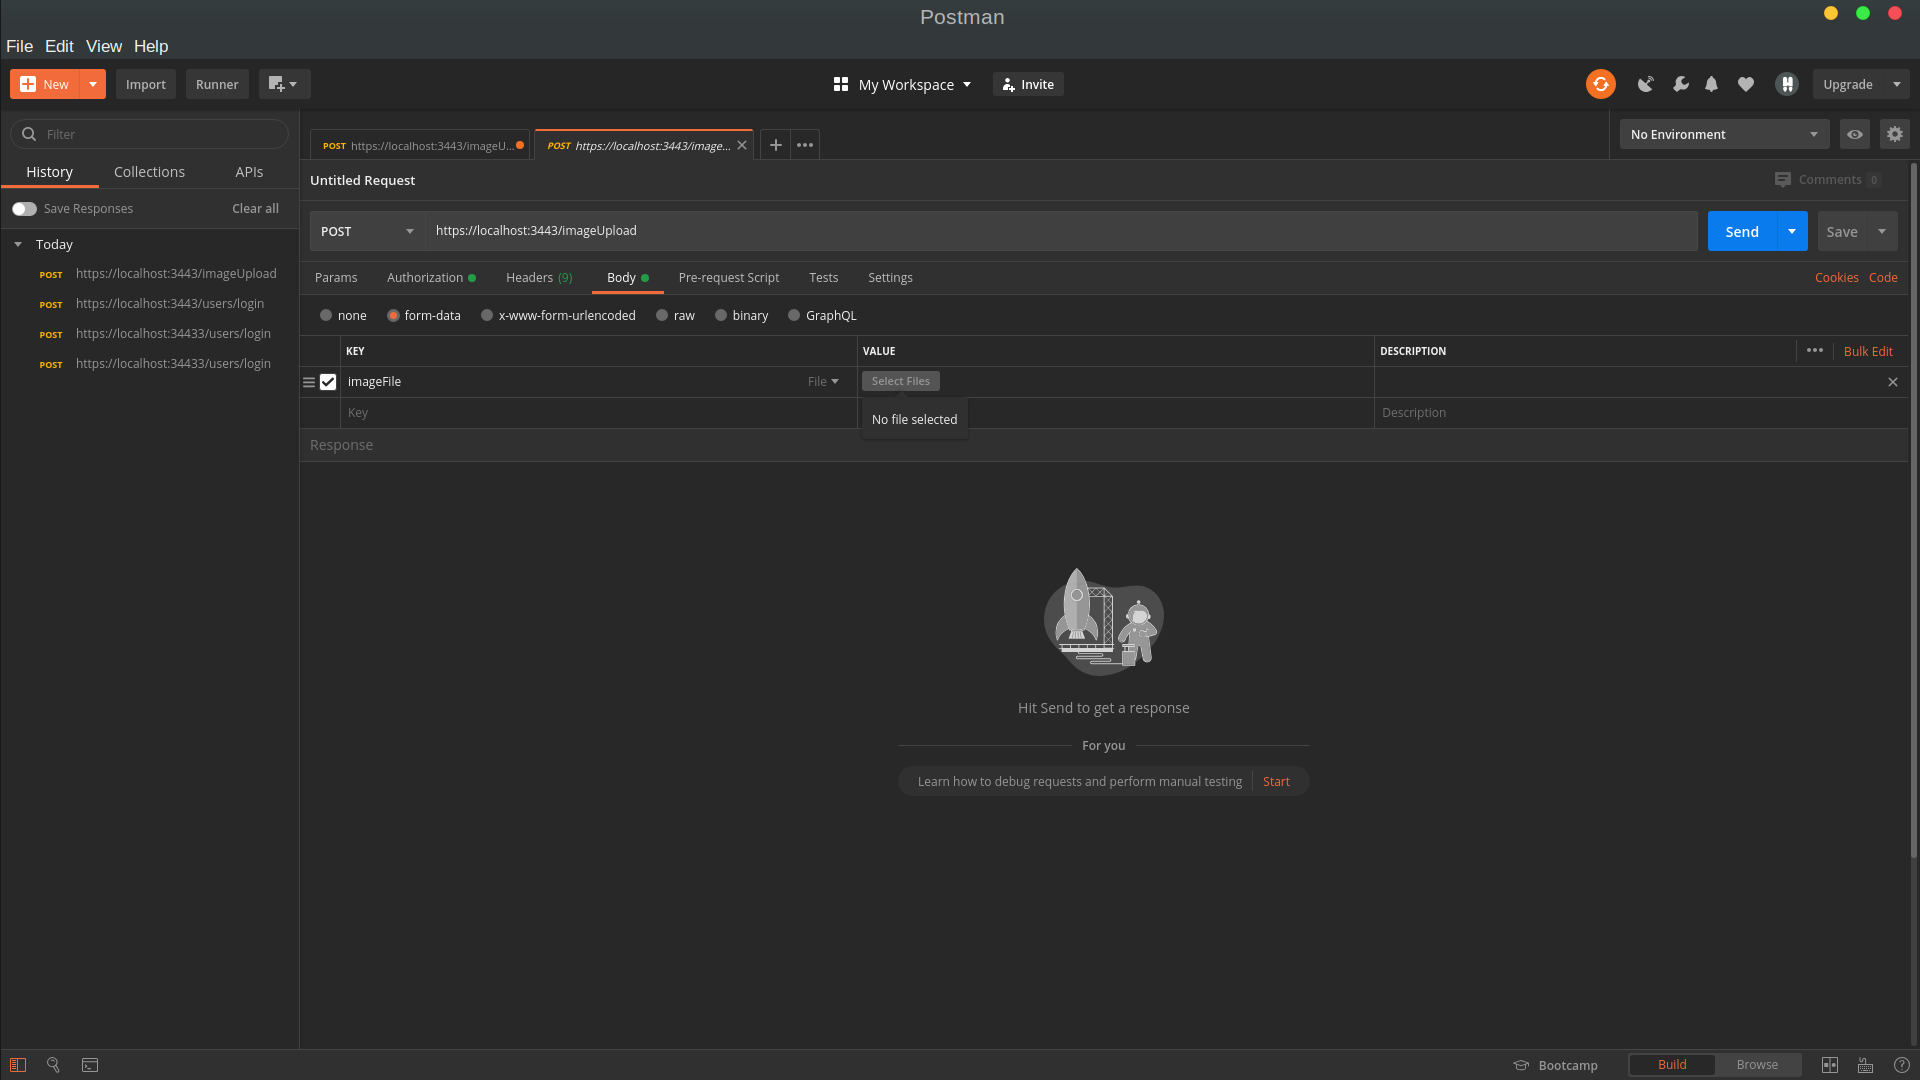 Postman
File Edit View Help
New Import Runner My Workspace Invite Upgrade
Filter
History Collections APIs
Save Responses Clear all
Today
POST https://localhost:3443/imageUpload
POST https://localhost:3443/users/login
POST https://localhost:34433/users/login
POST https://localhost:34433/users/login
POST https://localhost:3443/imageU... POST https://localhost:3443/image... No Environment
Untitled Request Comments 0
POST https://localhost:3443/imageUpload Send Save
Params Authorization Headers (9) Body Pre-request Script Tests Settings Cookies Code
none form-data x-www-form-urlencoded raw binary GraphQL
KEY VALUE DESCRIPTION Bulk Edit
imageFile File Select Files
Key No file selected Description
Response
Hit Send to get a response
For you
Learn how to debug requests and perform manual testing Start
Bootcamp Build Browse